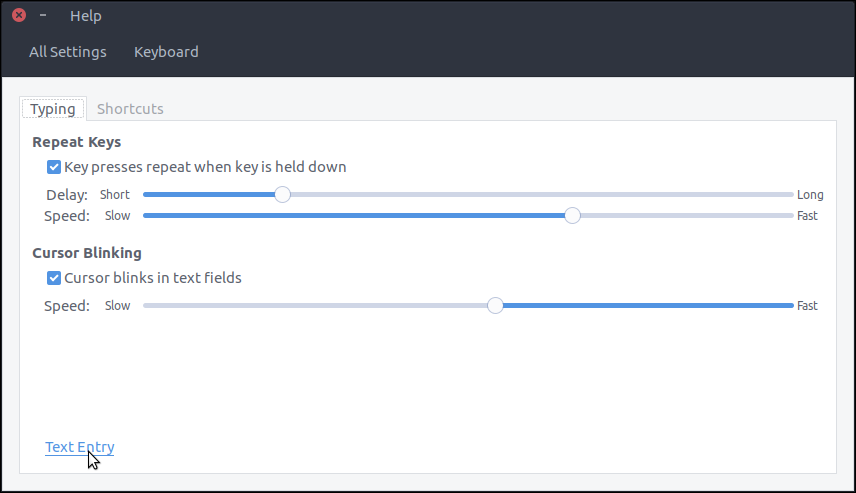 Help
All Settings Keyboard
Typing Shortcuts
Repeat Keys
Key presses repeat when key is held down
Delay: Short Long
Speed: Slow Fast
Cursor Blinking
Cursor blinks in text fields
Speed: Slow Fast
Text Entry